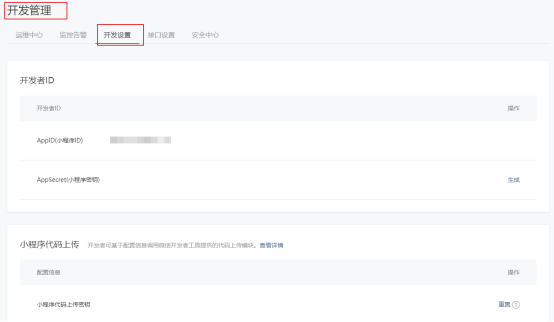 开发管理
运维中心 监控告警 开发设置 接口设置 安全中心
开发者ID
开发者ID 操作
AppID(小程序ID)
AppSecret(小程序密钥) 生成
小程序代码上传 开发者可基于配置信息调用微信开发者工具提供的代码上传模块。查看详情
配置信息 操作
小程序代码上传密钥 重置 ?